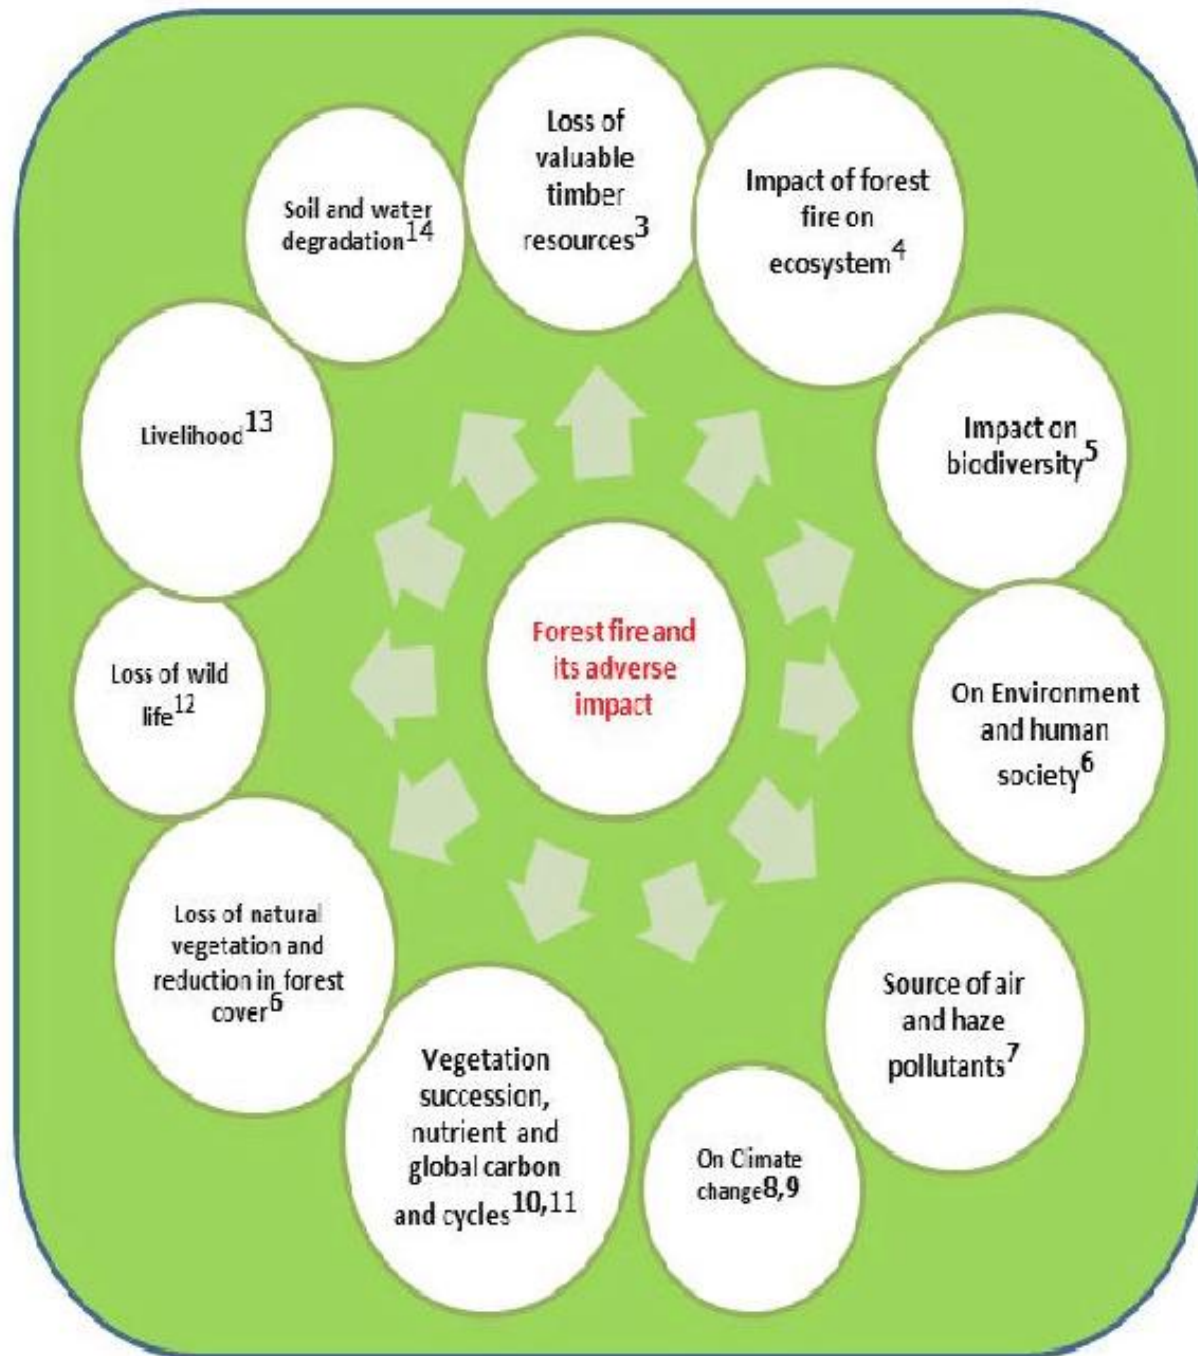 Forest fire and
its adverse
impact
Loss of
valuable
timber
resources3
Impact of forest
fire on
ecosystem4
Impact on
biodiversity5
On Environment
and human
society6
Source of air
and haze
pollutants7
On Climate
change8,9
Vegetation
succession,
nutrient and
global carbon
and cycles10,11
Loss of natural
vegetation and
reduction in forest
cover6
Loss of wild
life12
Livelihood13
Soil and water
degradation14